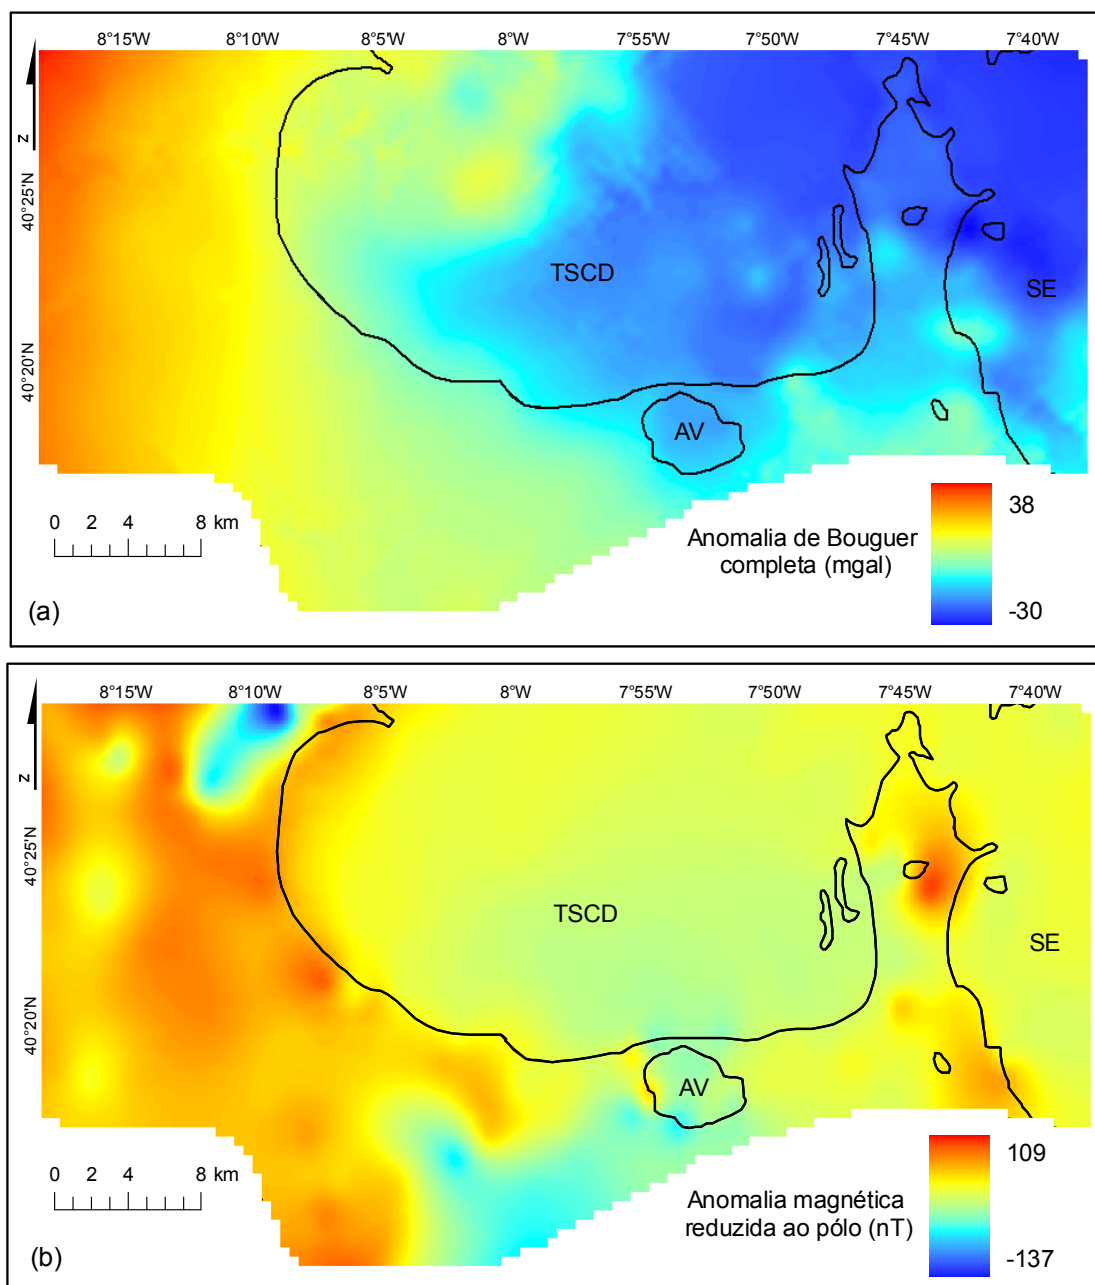 8°15'W 8°10'W 8°5'W 8°W 7°55'W 7°50'W 7°45'W 7°40'W
N
40°25'N
40°20'N
TSCD
SE
AV
0 2 4 8 km
Anomalia de Bouguer
completa (mgal)
38
-30
(a)
8°15'W 8°10'W 8°5'W 8°W 7°55'W 7°50'W 7°45'W 7°40'W
N
40°25'N
40°20'N
TSCD
SE
AV
0 2 4 8 km
Anomalia magnética
reduzida ao pólo (nT)
109
-137
(b)